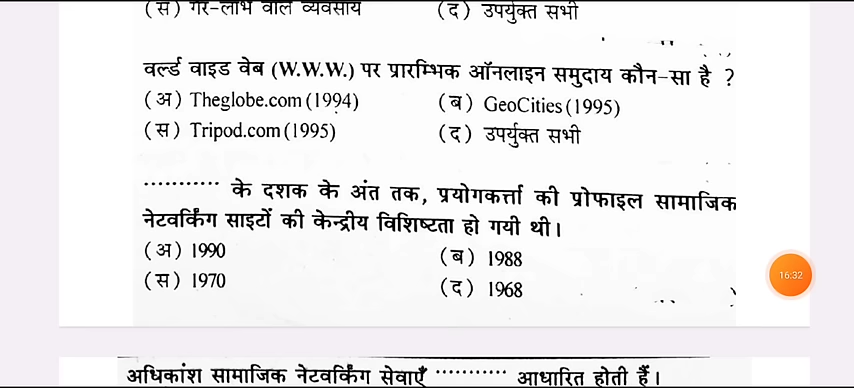 (स) गैर-लाभ वाले व्यवसाय (द) उपर्युक्त सभी
वर्ल्ड वाइड वेब (W.W.W.) पर प्रारम्भिक ऑनलाइन समुदाय कौन-सा है ?
(अ) Theglobe.com (1994) (ब) GeoCities (1995)
(स) Tripod.com (1995) (द) उपर्युक्त सभी
........... के दशक के अंत तक, प्रयोगकर्त्ता की प्रोफाइल सामाजिक
नेटवर्किंग साइटों की केन्द्रीय विशिष्टता हो गयी थी।
(अ) 1990 (ब) 1988
(स) 1970 (द) 1968
16:32
अधिकांश सामाजिक नेटवर्किंग सेवाएँ ........... आधारित होती हैं।